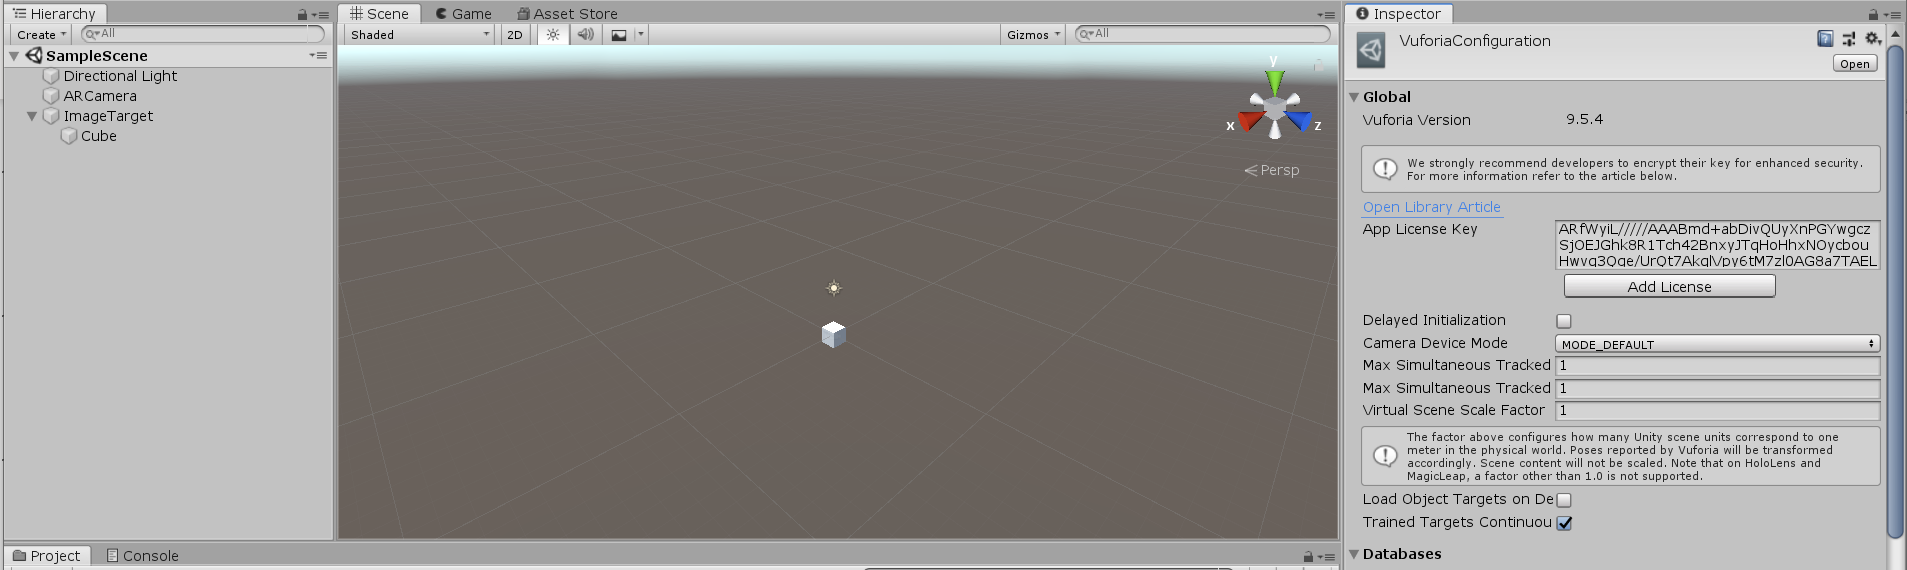 Hierarchy
Create
All
SampleScene
Directional Light
ARCamera
ImageTarget
Cube
Scene
Game
Asset Store
Shaded
2D
Gizmos
All
y
x
z
Persp
Project
Console
Inspector
VuforiaConfiguration
Open
Global
Vuforia Version 9.5.4
We strongly recommend developers to encrypt their key for enhanced security.
For more information refer to the article below.
Open Library Article
App License Key
ARfWyiL/////AAABmd+abDivQUyXnPGYwgcz
SjOEJGhk8R1Tch42BnxyJTqHoHhxNOycbou
Hwvq3Qqe/UrQt7AkqlVpy6tM7zl0AG8a7TAEL
Add License
Delayed Initialization
Camera Device Mode MODE_DEFAULT
Max Simultaneous Tracked 1
Max Simultaneous Tracked 1
Virtual Scene Scale Factor 1
The factor above configures how many Unity scene units correspond to one
meter in the physical world. Poses reported by Vuforia will be transformed
accordingly. Scene content will not be scaled. Note that on HoloLens and
MagicLeap, a factor other than 1.0 is not supported.
Load Object Targets on De
Trained Targets Continuou
Databases